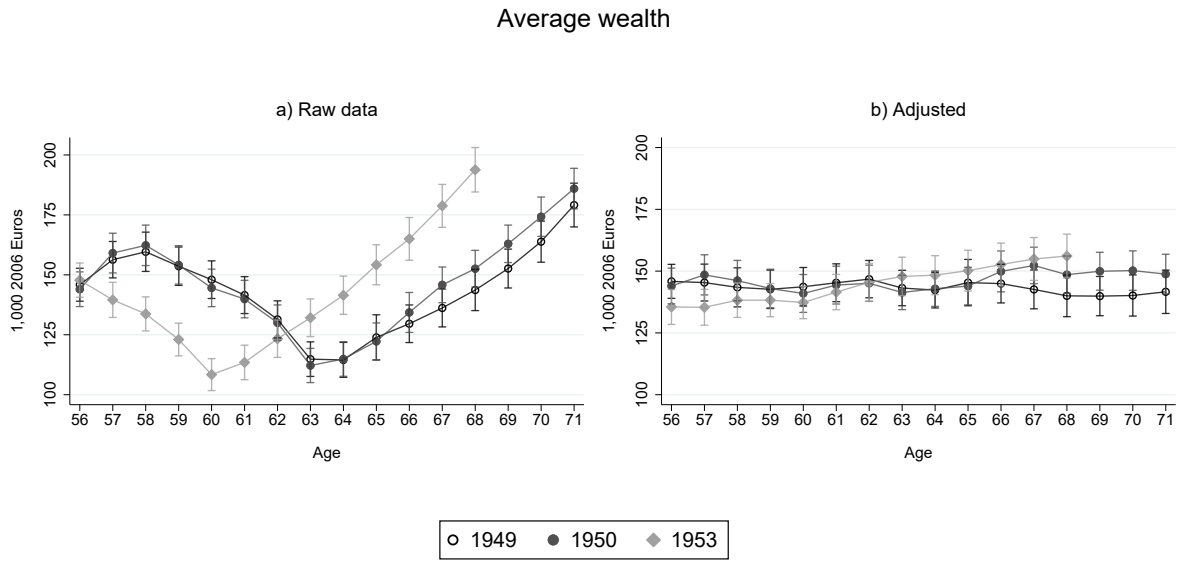 Average wealth
a) Raw data
1,000 2006 Euros
200
175
150
125
100
56 57 58 59 60 61 62 63 64 65 66 67 68 69 70 71
Age
b) Adjusted
1,000 2006 Euros
200
175
150
125
100
56 57 58 59 60 61 62 63 64 65 66 67 68 69 70 71
Age
1949 1950 1953